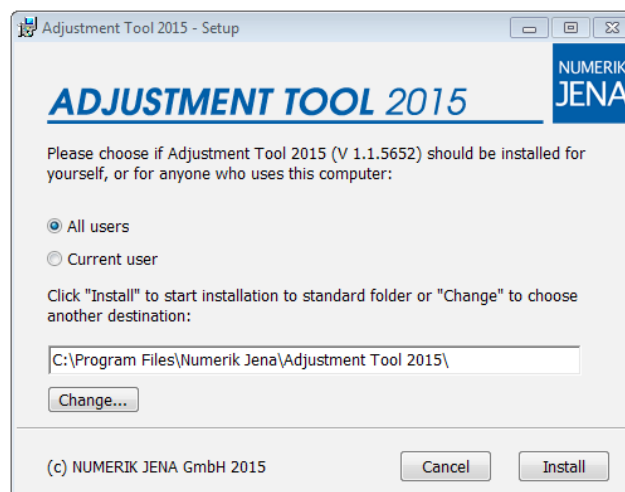 Adjustment Tool 2015 - Setup
NUMERIK
JENA
ADJUSTMENT TOOL 2015
Please choose if Adjustment Tool 2015 (V 1.1.5652) should be installed for
yourself, or for anyone who uses this computer:
All users
Current user
Click "Install" to start installation to standard folder or "Change" to choose
another destination:
C:\Program Files\Numerik Jena\Adjustment Tool 2015\
Change...
(c) NUMERIK JENA GmbH 2015
Cancel
Install